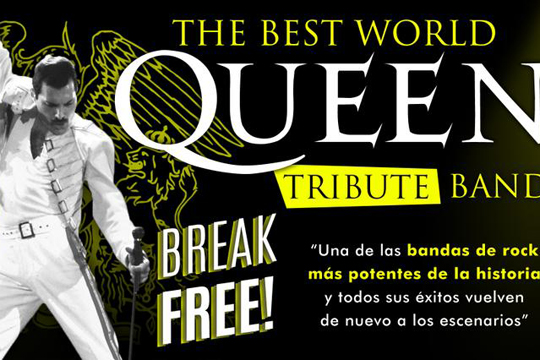 THE BEST WORLD
QUEEN
TRIBUTE BAND
BREAK
FREE!
“Una de las bandas de rock
más potentes de la historia
y todos sus éxitos vuelven
de nuevo a los escenarios”